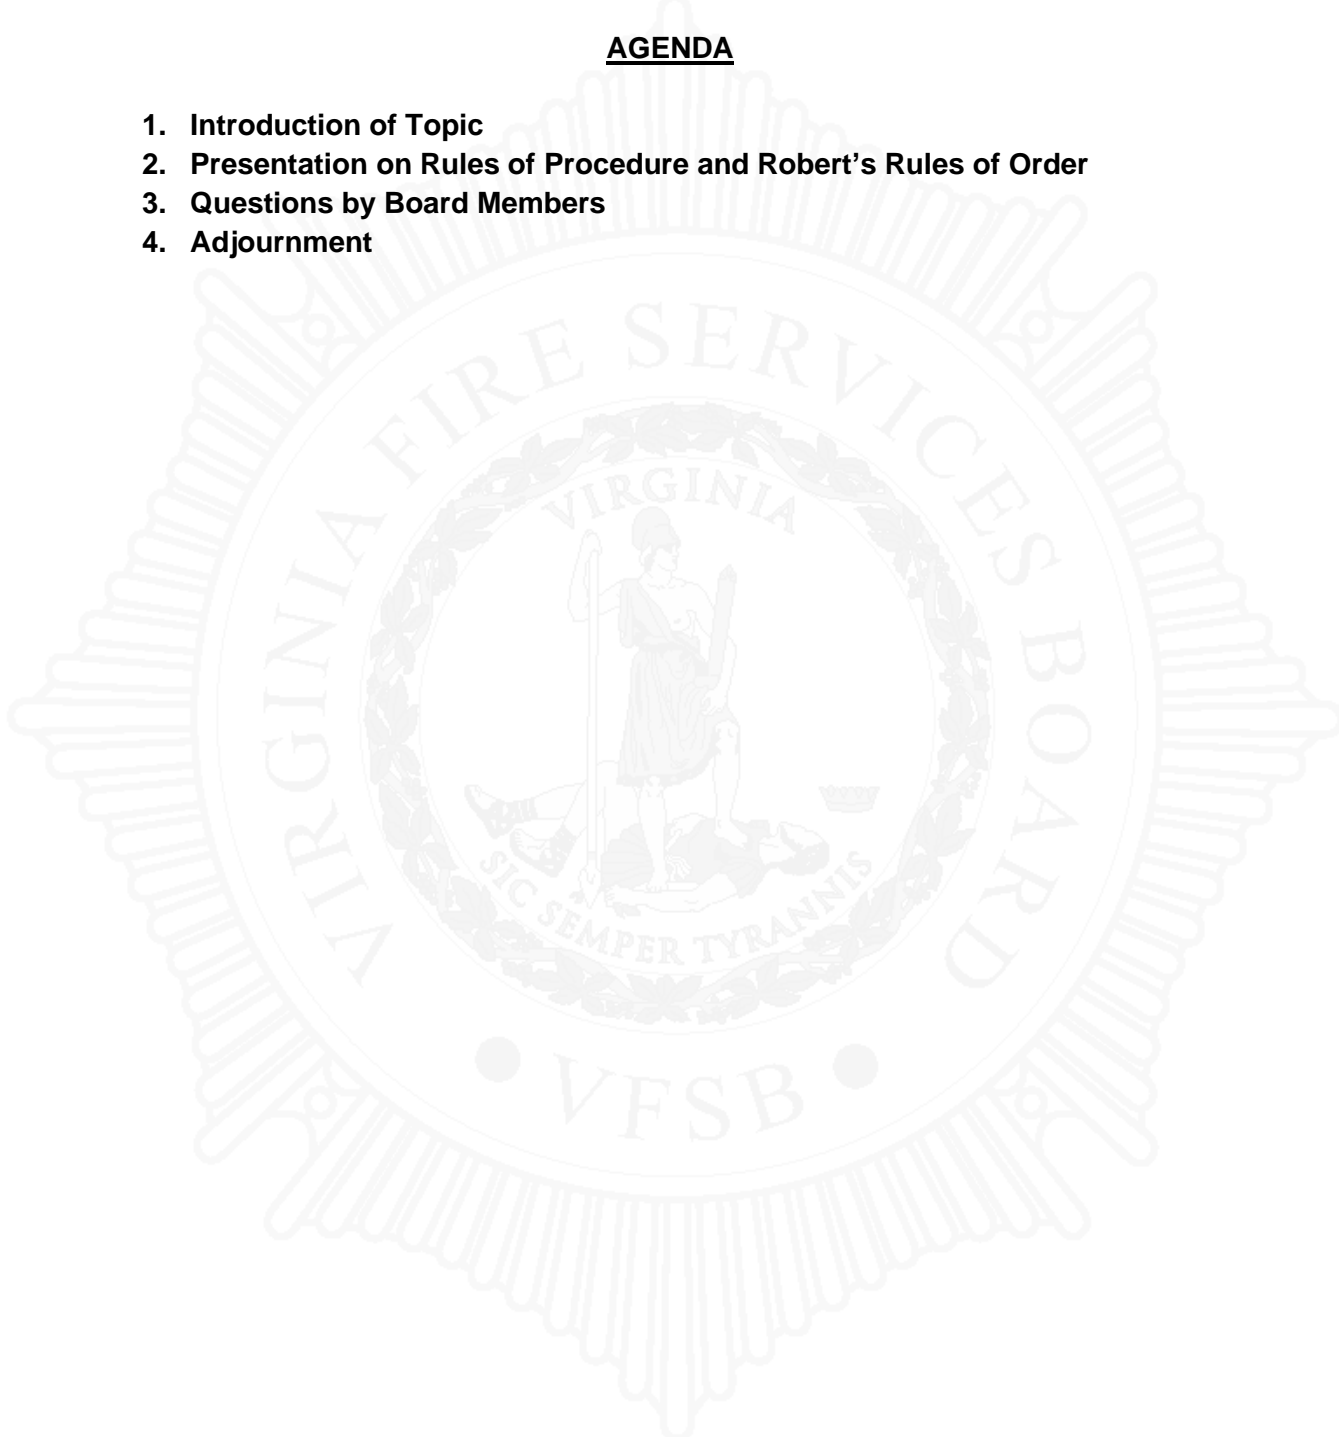 AGENDA
1. Introduction of Topic
2. Presentation on Rules of Procedure and Robert’s Rules of Order
3. Questions by Board Members
4. Adjournment
VIRGINIA FIRE SERVICES BOARD
VIRGINIA
SIC SEMPER TYRANNIS
• VFSB •